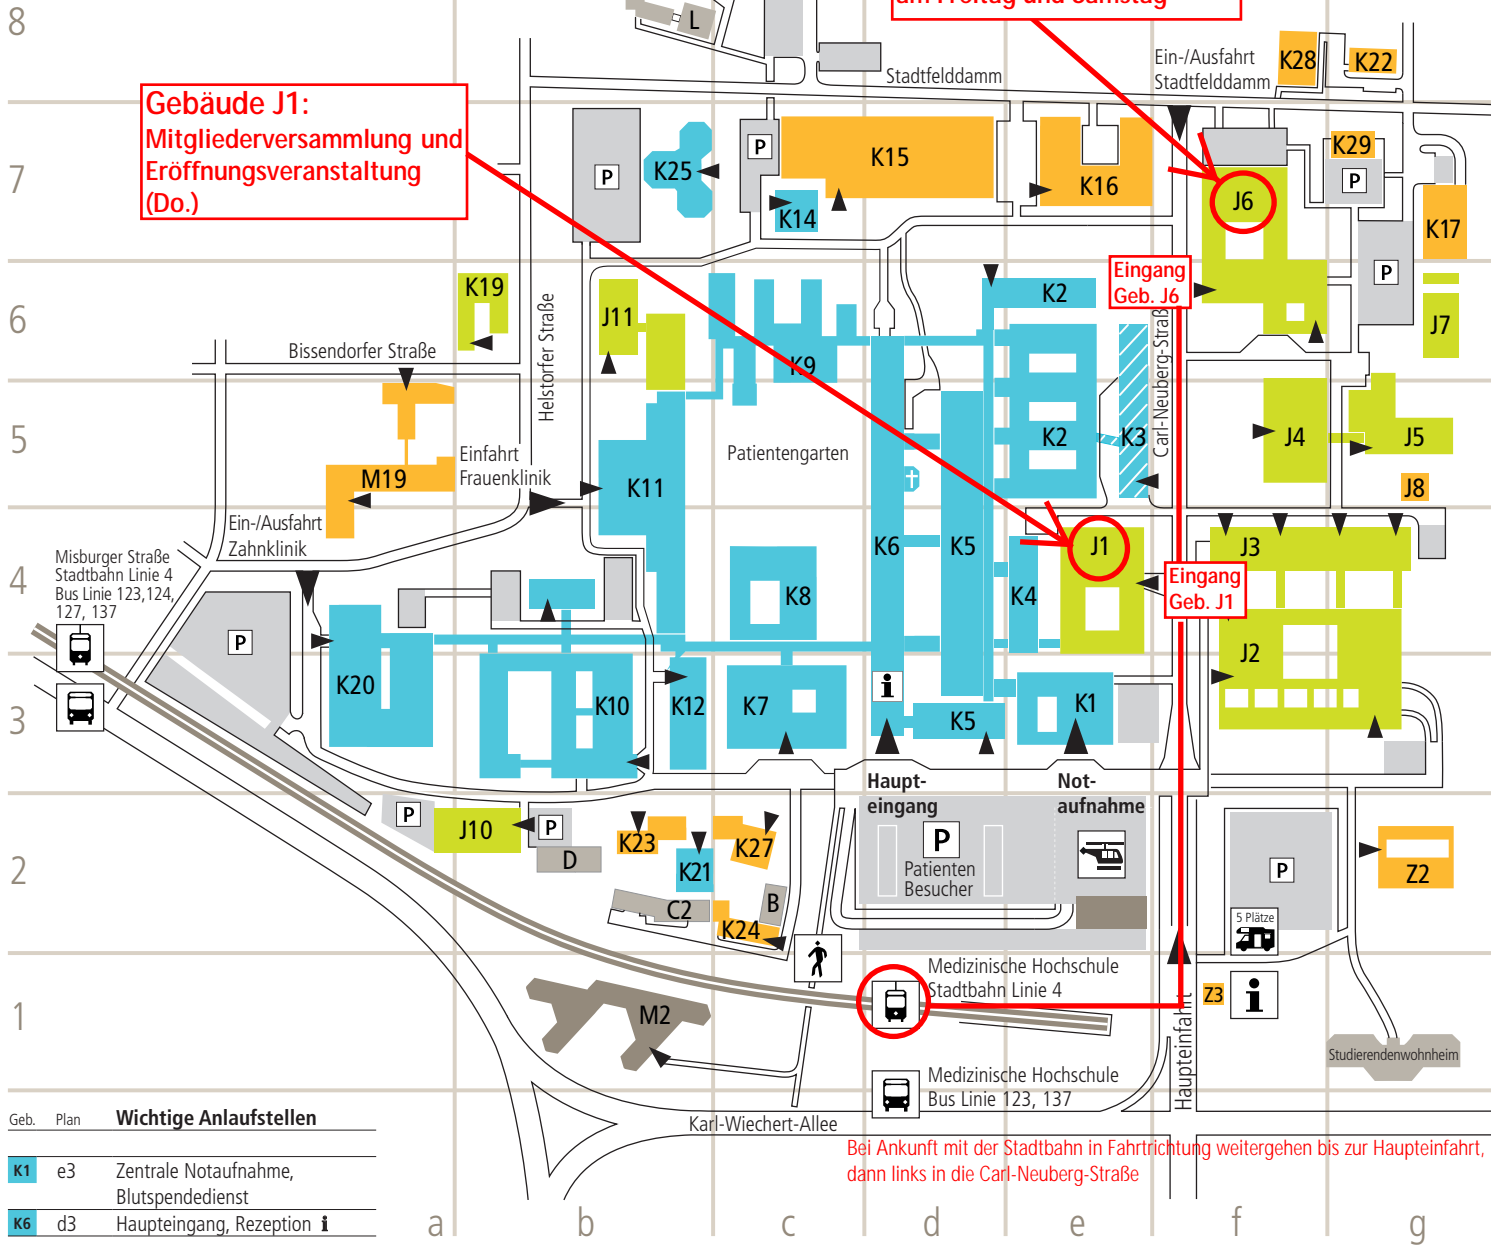 8
L
am Freitag und Samstag
Stadtfelddamm
Ein-/Ausfahrt
Stadtfelddamm
K28
K22
Gebäude J1:
Mitgliederversammlung und
Eröffnungsveranstaltung
(Do.)
7
P
K25
P
K14
K15
K16
J6
K29
P
K17
P
6
K19
Helstorfer Straße
J11
K9
K2
Eingang
Geb. J6
J7
Bissendorfer Straße
Carl-Neuberg-Straße
5
M19
Einfahrt
Frauenklinik
K11
Patientengarten
K2
K3
J4
J5
J8
Ein-/Ausfahrt
Zahnklinik
Misburger Straße
Stadtbahn Linie 4
Bus Linie 123,124,
127, 137
4
K8
K6
K5
K4
J1
J3
Eingang
Geb. J1
P
J2
3
K20
K10
K12
K7
i
K5
K1
Haupt-
eingang
Not-
aufnahme
2
P
J10
P
D
K23
K21
K27
C2
B
K24
P
Patienten
Besucher
P
Z2
5 Plätze
1
M2
Medizinische Hochschule
Stadtbahn Linie 4
Haupteinfahrt
Z3
i
Studierendenwohnheim
Medizinische Hochschule
Bus Linie 123, 137
Karl-Wiechert-Allee
Bei Ankunft mit der Stadtbahn in Fahrtrichtung weitergehen bis zur Haupteinfahrt,
dann links in die Carl-Neuberg-Straße
Geb. Plan Wichtige Anlaufstellen
K1 e3 Zentrale Notaufnahme,
Blutspendedienst
K6 d3 Haupteingang, Rezeption i
a b c d e f g